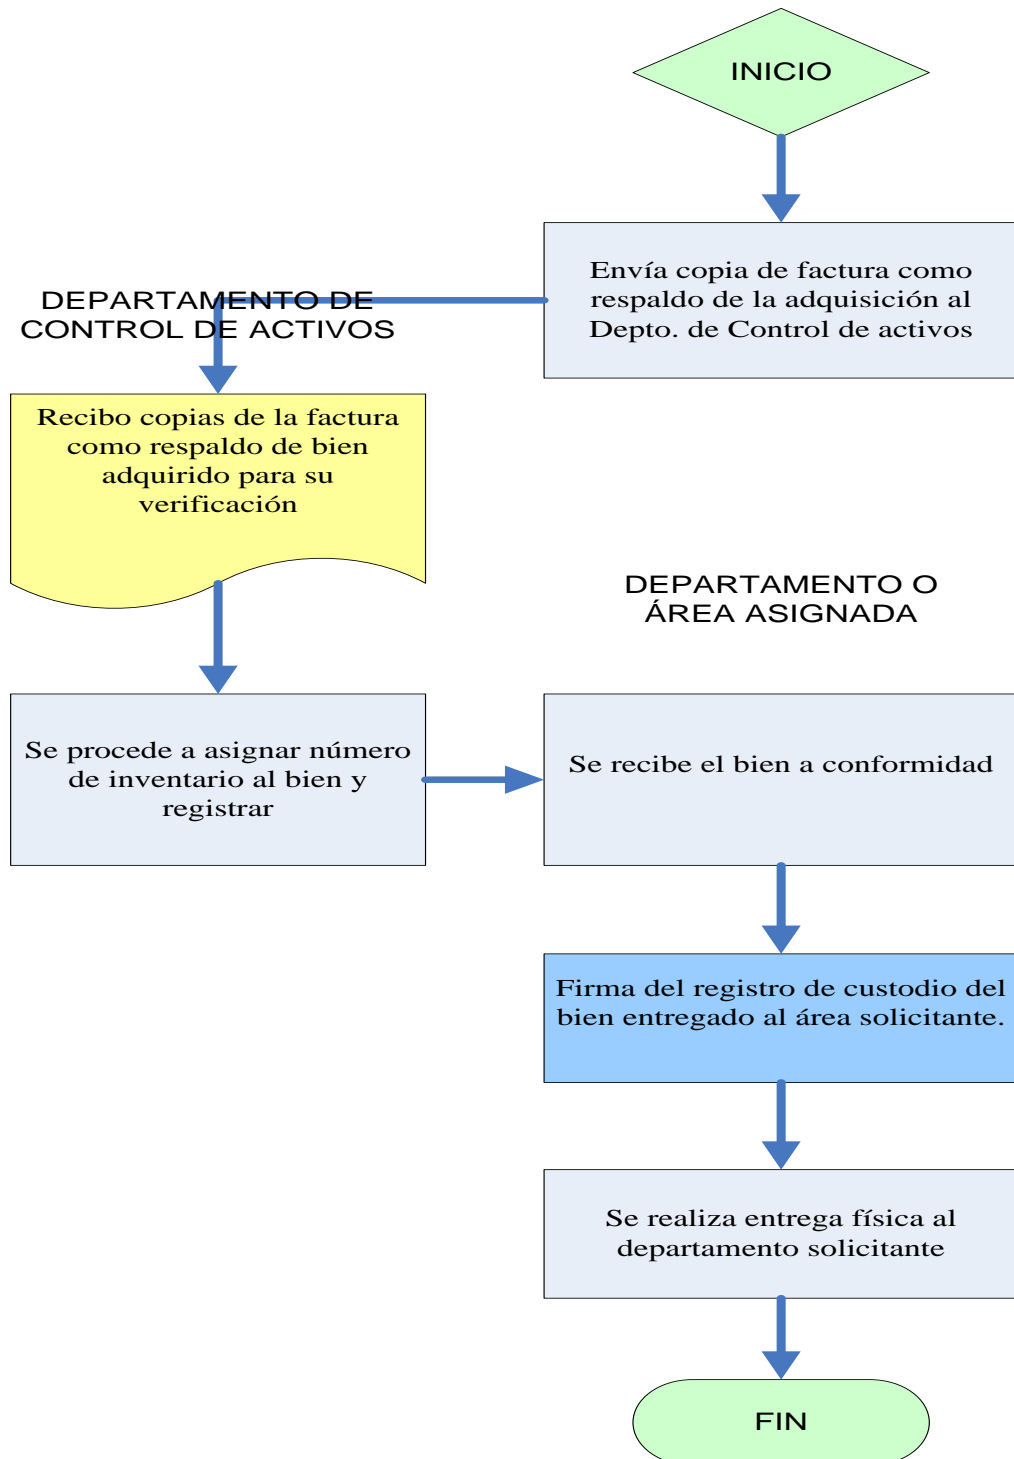 INICIO
Envía copia de factura como
respaldo de la adquisición al
Depto. de Control de activos
DEPARTAMENTO DE
CONTROL DE ACTIVOS
Recibo copias de la factura
como respaldo de bien
adquirido para su
verificación
DEPARTAMENTO O
ÁREA ASIGNADA
Se procede a asignar número
de inventario al bien y
registrar
Se recibe el bien a conformidad
Firma del registro de custodio del
bien entregado al área solicitante.
Se realiza entrega física al
departamento solicitante
FIN